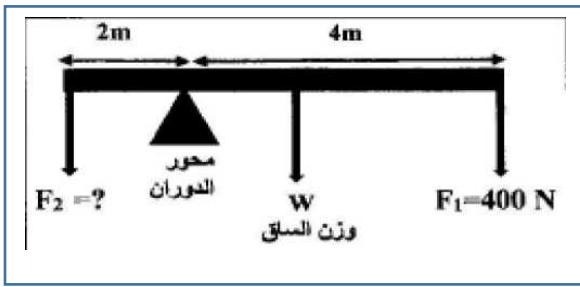 2m 4m
محور
الدوران
F₂ =? W F₁=400 N
وزن الساق